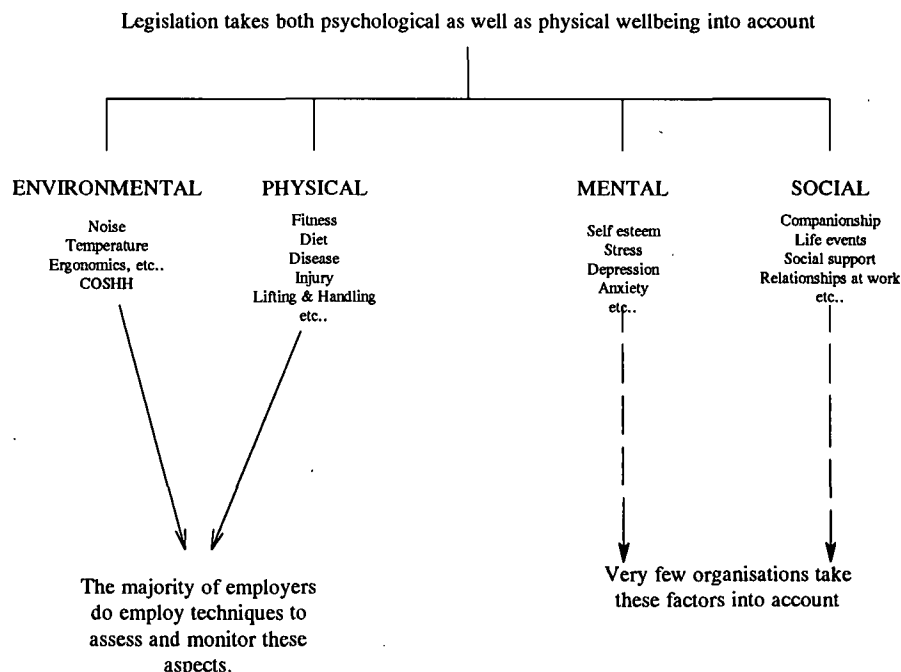 Legislation takes both psychological as well as physical wellbeing into account
ENVIRONMENTAL
Noise
Temperature
Ergonomics, etc..
COSHH
PHYSICAL
Fitness
Diet
Disease
Injury
Lifting & Handling
etc..
MENTAL
Self esteem
Stress
Depression
Anxiety
etc..
SOCIAL
Companionship
Life events
Social support
Relationships at work
etc..
The majority of employers
do employ techniques to
assess and monitor these
aspects.
Very few organisations take
these factors into account